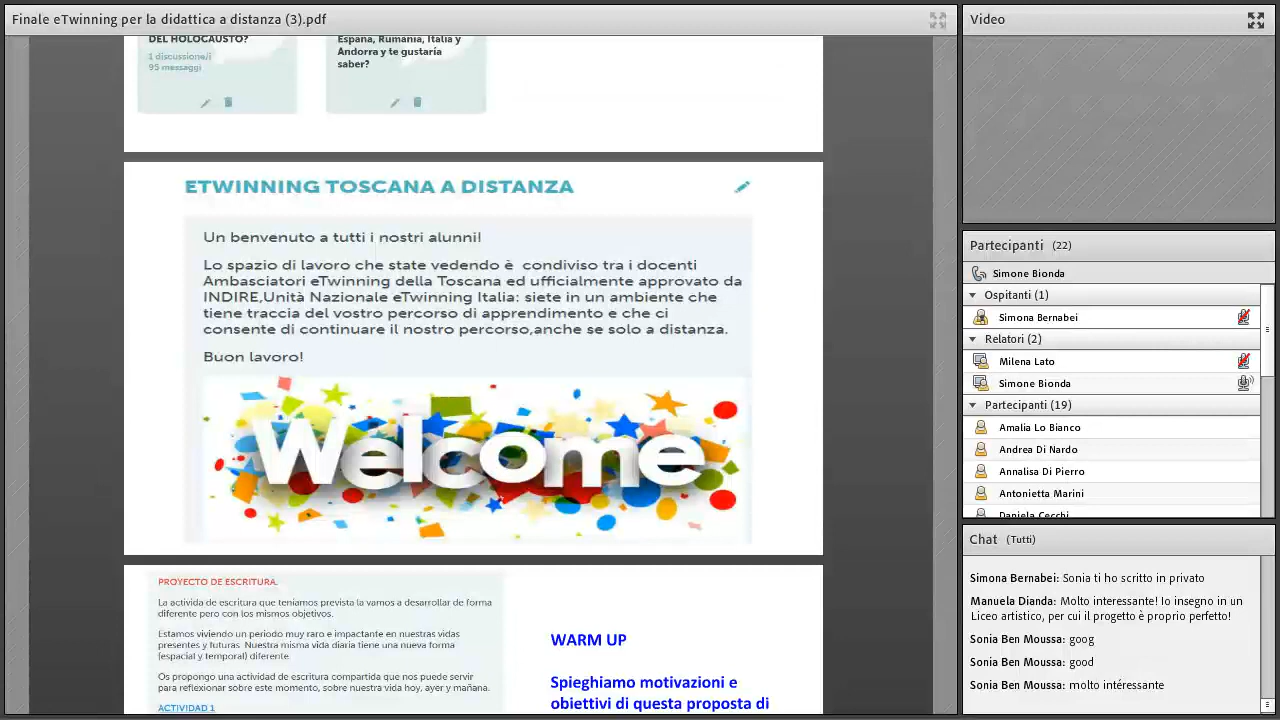 Finale eTwinning per la didattica a distanza (3).pdf
DEL HOLOCAUSTO?
1 discussione/i
95 messaggi
España, Rumanía, Italia y
Andorra y te gustaría
saber?
ETWINNING TOSCANA A DISTANZA
Un benvenuto a tutti i nostri alunni!
Lo spazio di lavoro che state vedendo è condiviso tra i docenti
Ambasciatori eTwinning della Toscana ed ufficialmente approvato da
INDIRE,Unità Nazionale eTwinning Italia: siete in un ambiente che
tiene traccia del vostro percorso di apprendimento e che ci
consente di continuare il nostro percorso,anche se solo a distanza.
Buon lavoro!
Welcome
PROYECTO DE ESCRITURA.
La activida de escritura que teníamos prevista la vamos a desarrollar de forma
diferente pero con los mismos objetivos.
Estamos viviendo un periodo muy raro e impactante en nuestras vidas
presentes y futuras. Nuestra misma vida diaria tiene una nueva forma
(espacial y temporal) diferente.
Os propongo una actividad de escritura compartida que nos puede servir
para reflexionar sobre este momento, sobre nuestra vida hoy, ayer y mañana.
ACTIVIDAD 1
WARM UP
Spieghiamo motivazioni e
obiettivi di questa proposta di
Video
Partecipanti (22)
Simone Bionda
Ospitanti (1)
Simona Bernabei
Relatori (2)
Milena Lato
Simone Bionda
Partecipanti (19)
Amalia Lo Bianco
Andrea Di Nardo
Annalisa Di Pierro
Antonietta Marini
Daniela Cecchi
Chat (Tutti)
Simona Bernabei: Sonia ti ho scritto in privato
Manuela Dianda: Molto interessante! Io insegno in un
Liceo artistico, per cui il progetto è proprio perfetto!
Sonia Ben Moussa: goog
Sonia Ben Moussa: good
Sonia Ben Moussa: molto intéressante